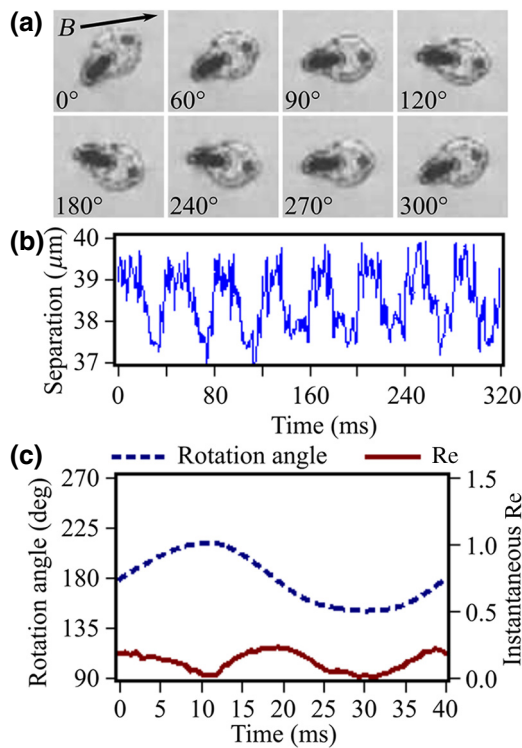 (a)
B
0° 60° 90° 120°
180° 240° 270° 300°
(b)
Separation (μm)
40
39
38
37
0 80 160 240 320
Time (ms)
(c)
Rotation angle Re
Rotation angle (deg)
270
225
180
135
90
1.5
1.0
0.5
0.0
Instantaneous Re
0 5 10 15 20 25 30 35 40
Time (ms)